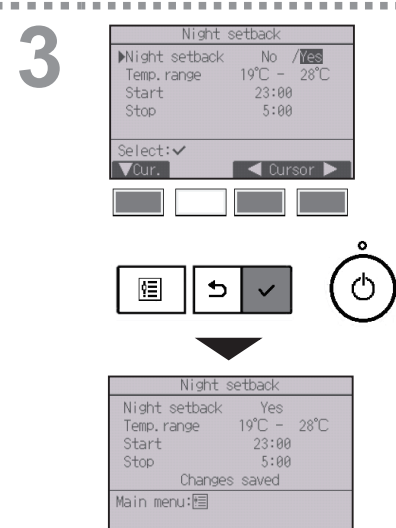 3
Night setback
▶Night setback No /Yes
Temp. range 19°C - 28°C
Start 23:00
Stop 5:00
Select:✓
▼Cur. ◀ Cursor ▶
Night setback
Night setback Yes
Temp. range 19°C - 28°C
Start 23:00
Stop 5:00
Changes saved
Main menu: